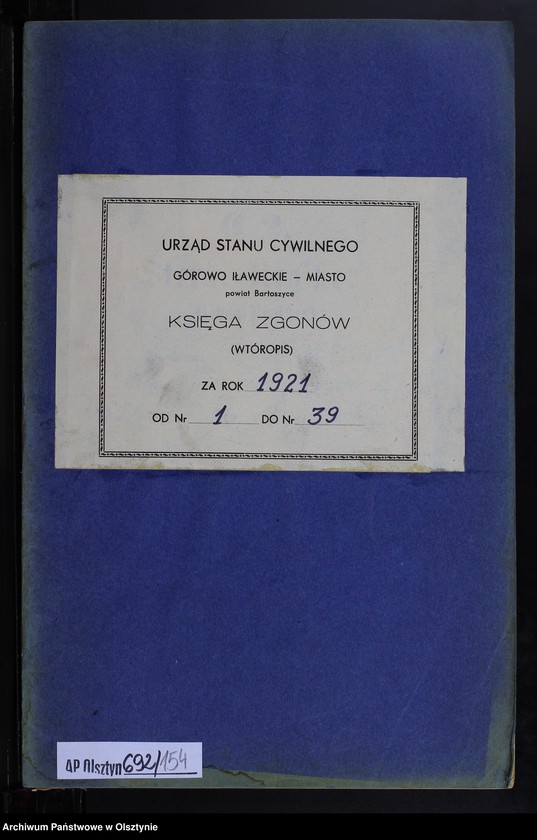 URZĄD STANU CYWILNEGO
GÓROWO IŁAWECKIE – MIASTO
powiat Bartoszyce
KSIĘGA ZGONÓW
(WTÓROPIS)
ZA ROK 1921
OD Nr 1 DO Nr 39
AP Olsztyn 692/154
Archiwum Państwowe w Olsztynie